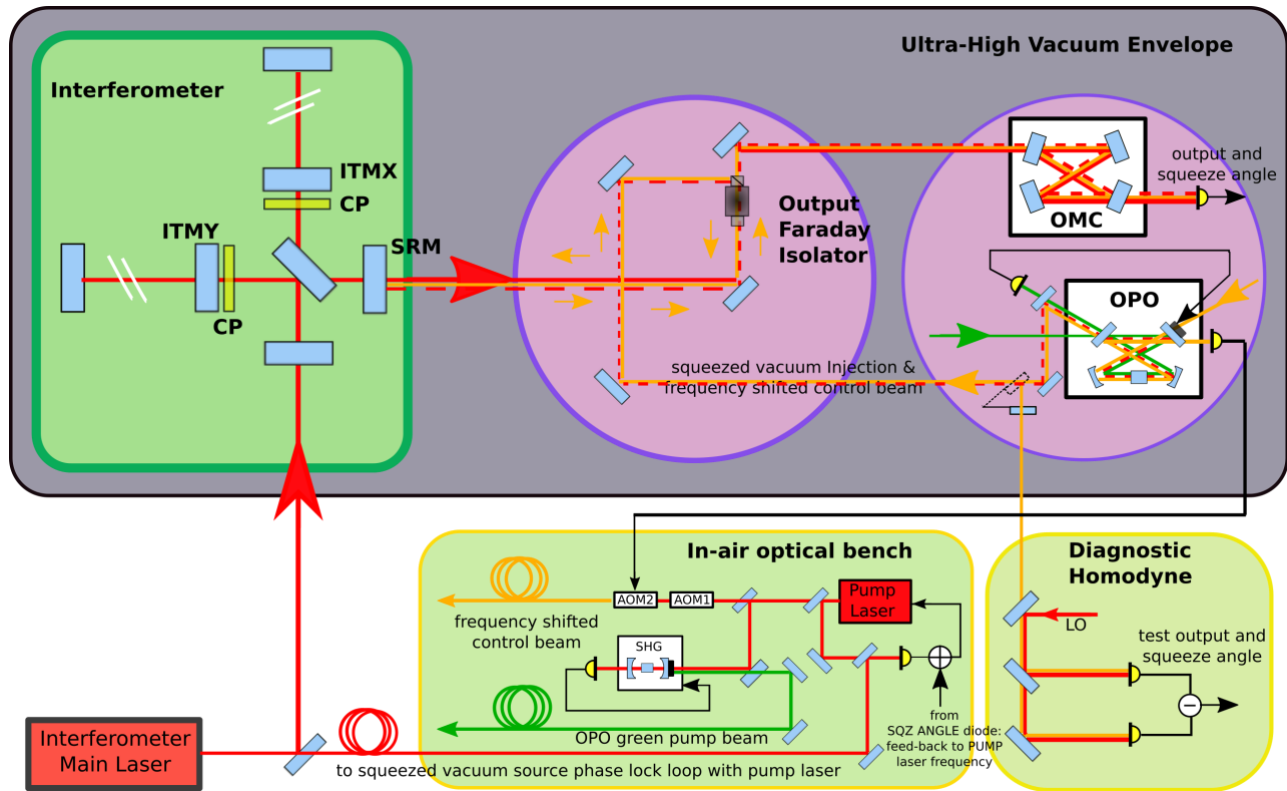 Ultra-High Vacuum Envelope
Interferometer
ITMX
CP
ITMY
SRM
CP
Output
Faraday
Isolator
OMC
output and
squeeze angle
OPO
squeezed vacuum Injection &
frequency shifted control beam
In-air optical bench
AOM2
AOM1
Pump
Laser
frequency shifted
control beam
SHG
OPO green pump beam
from
SQZ ANGLE diode:
feed-back to PUMP
laser frequency
Diagnostic
Homodyne
LO
test output and
squeeze angle
Interferometer
Main Laser
to squeezed vacuum source phase lock loop with pump laser